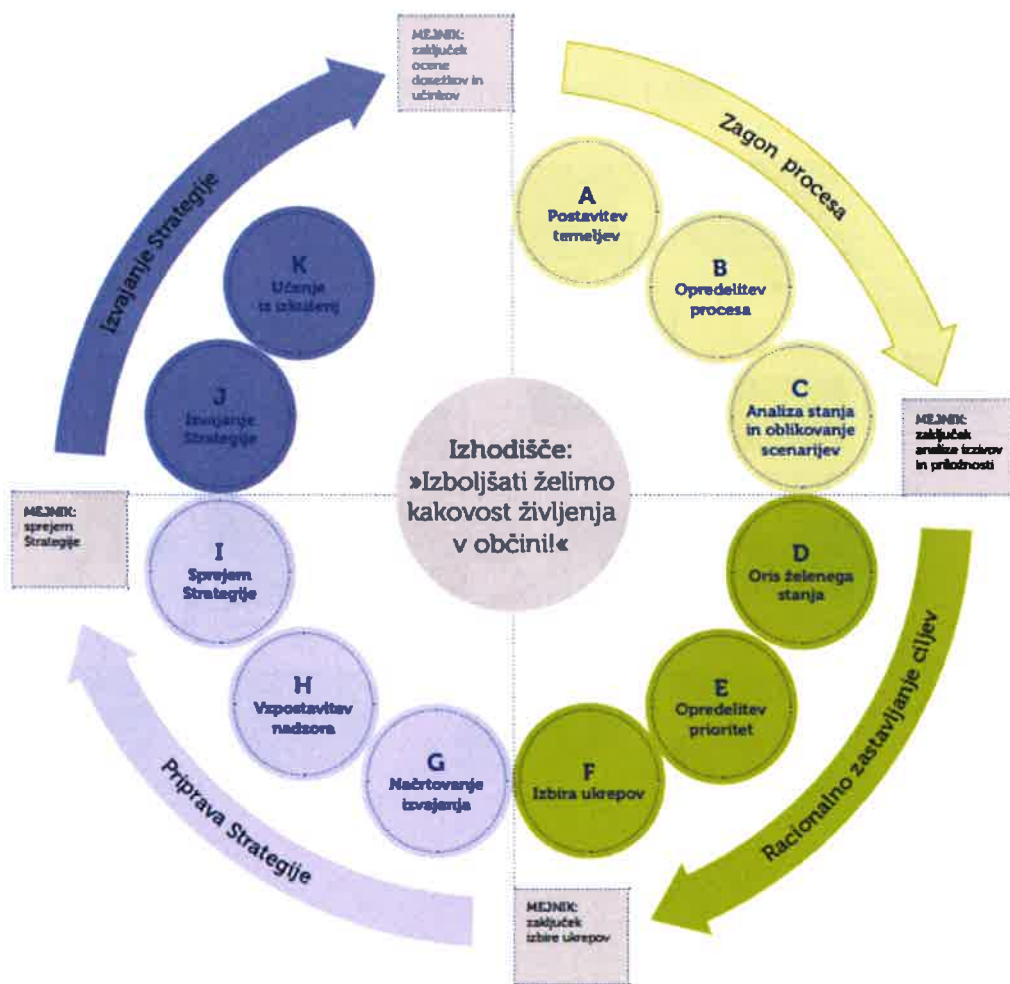 MEJNIK:
zaključek
ocene
dosežkov in
učinkov
Zagon procesa
A
Postavitev
temeljev
B
Opredelitev
procesa
C
Analiza stanja
in oblikovanje
scenarijev
MEJNIK:
zaključek
analize izzivov
in priložnosti
D
Oris želenega
stanja
E
Opredelitev
prioritet
F
Izbira ukrepov
Racionalno zastavljanje ciljev
MEJNIK:
zaključek
izbire ukrepov
G
Načrtovanje
izvajanja
H
Vzpostavitev
nadzora
I
Sprejem
Strategije
Priprava Strategije
MEJNIK:
sprejem
Strategije
J
Izvajanje
Strategije
K
Učenje
iz izkušenj
Izvajanje Strategije
Izhodišče:
»Izboljšati želimo
kakovost življenja
v občini!«